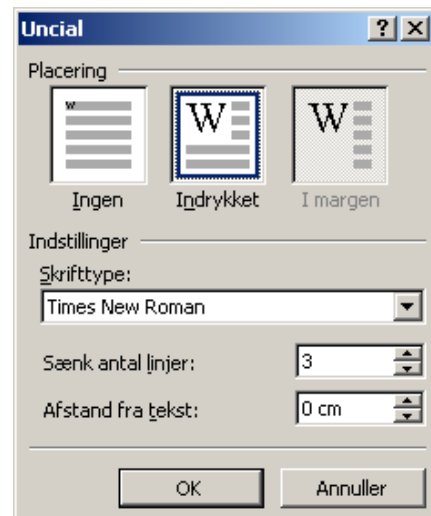 Uncial
Placering
W W W
Ingen Indrykket I margen
Indstillinger
Skrifttype:
Times New Roman
Sænk antal linjer: 3
Afstand fra tekst: 0 cm
OK Annuller